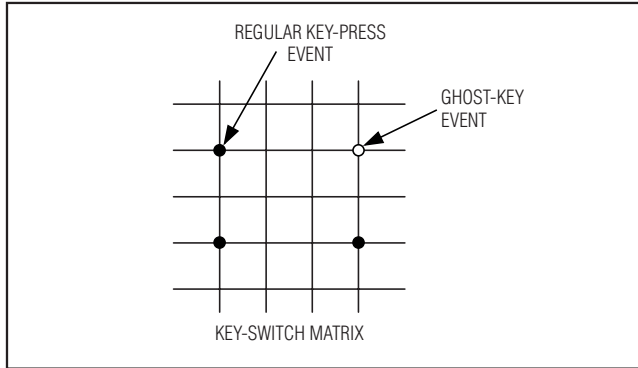 REGULAR KEY-PRESS
EVENT
GHOST-KEY
EVENT
KEY-SWITCH MATRIX